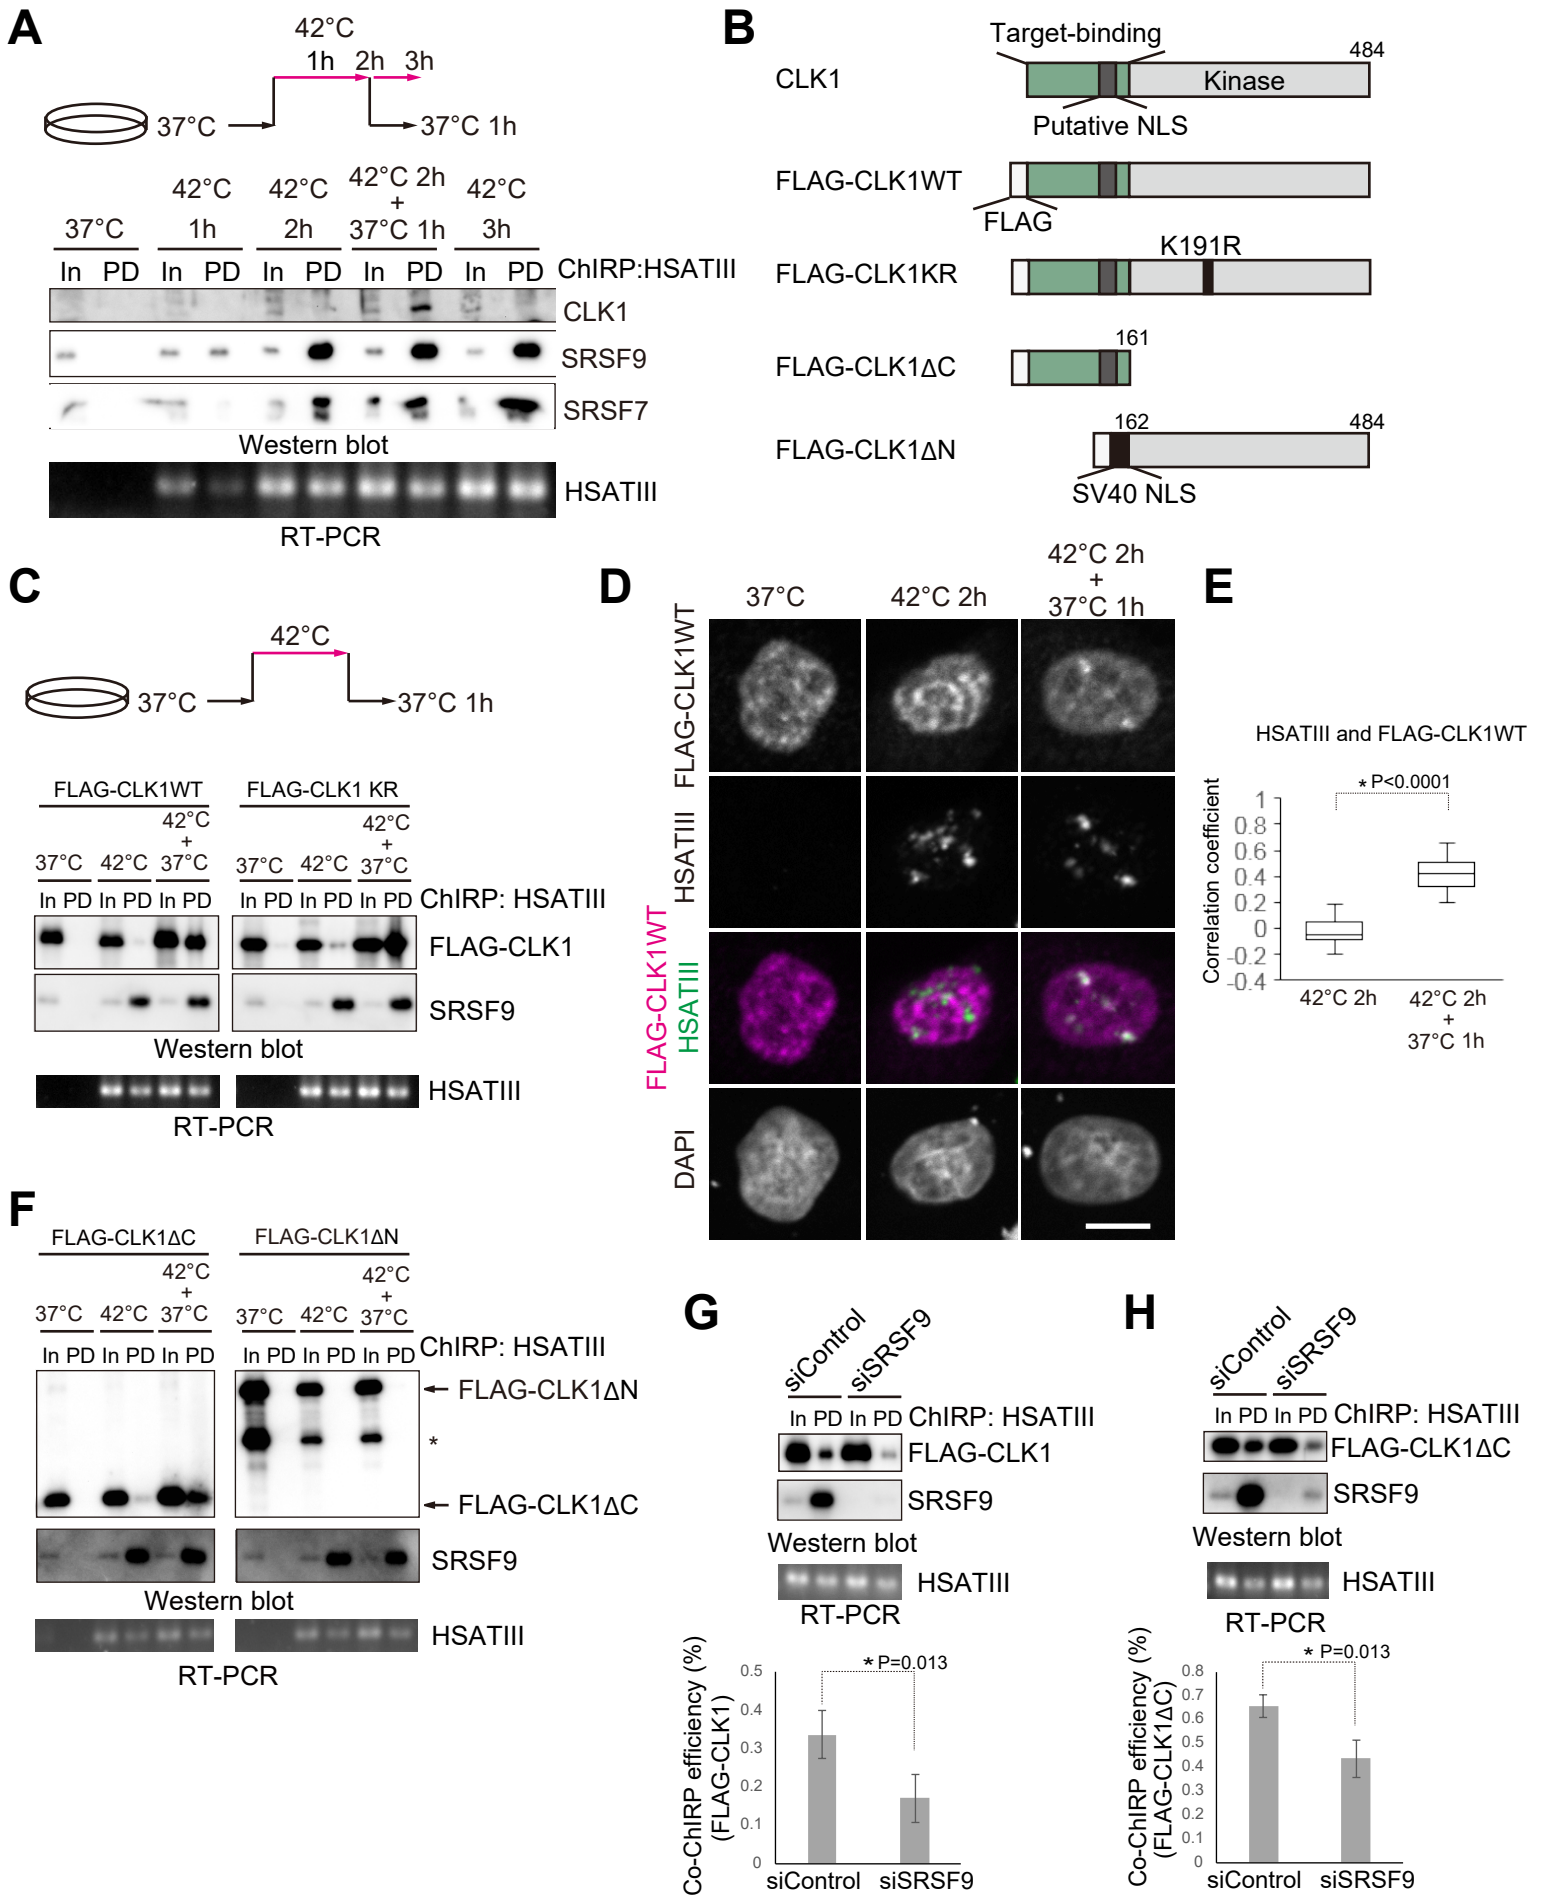 A
42°C
1h 2h 3h
37°C
37°C 1h
42°C 42°C 42°C 2h 42°C
+
37°C 1h 2h 37°C 1h 3h
In PD In PD In PD In PD In PD ChIRP:HSATIII
CLK1
SRSF9
SRSF7
Western blot
HSATIII
RT-PCR
B
Target-binding
484
CLK1
Kinase
Putative NLS
FLAG-CLK1WT
FLAG
K191R
FLAG-CLK1KR
161
FLAG-CLK1ΔC
162 484
FLAG-CLK1ΔN
SV40 NLS
C
42°C
37°C
37°C 1h
FLAG-CLK1WT FLAG-CLK1 KR
42°C 42°C
+ +
37°C 42°C 37°C 37°C 42°C 37°C
In PD In PD In PD In PD In PD In PD ChIRP: HSATIII
FLAG-CLK1
SRSF9
Western blot
HSATIII
RT-PCR
D
42°C 2h
+
37°C 42°C 2h 37°C 1h
FLAG-CLK1WT
HSATIII
FLAG-CLK1WT
HSATIII
DAPI
E
HSATIII and FLAG-CLK1WT
* P<0.0001
Correlation coefficient
1
0.8
0.6
0.4
0.2
0
-0.2
-0.4
42°C 2h 42°C 2h
+
37°C 1h
F
FLAG-CLK1ΔC FLAG-CLK1ΔN
42°C 42°C
+ +
37°C 42°C 37°C 37°C 42°C 37°C
In PD In PD In PD In PD In PD In PD ChIRP: HSATIII
FLAG-CLK1ΔN
*
FLAG-CLK1ΔC
SRSF9
Western blot
HSATIII
RT-PCR
G
siControl siSRSF9
In PD In PD ChIRP: HSATIII
FLAG-CLK1
SRSF9
Western blot
HSATIII
RT-PCR
Co-ChIRP efficiency (%)
(FLAG-CLK1)
* P=0.013
0.5
0.4
0.3
0.2
0.1
0
siControl siSRSF9
H
siControl siSRSF9
In PD In PD ChIRP: HSATIII
FLAG-CLK1ΔC
SRSF9
Western blot
HSATIII
RT-PCR
Co-ChIRP efficiency (%)
(FLAG-CLK1ΔC)
* P=0.013
0.8
0.7
0.6
0.5
0.4
0.3
0.2
0.1
0
siControl siSRSF9